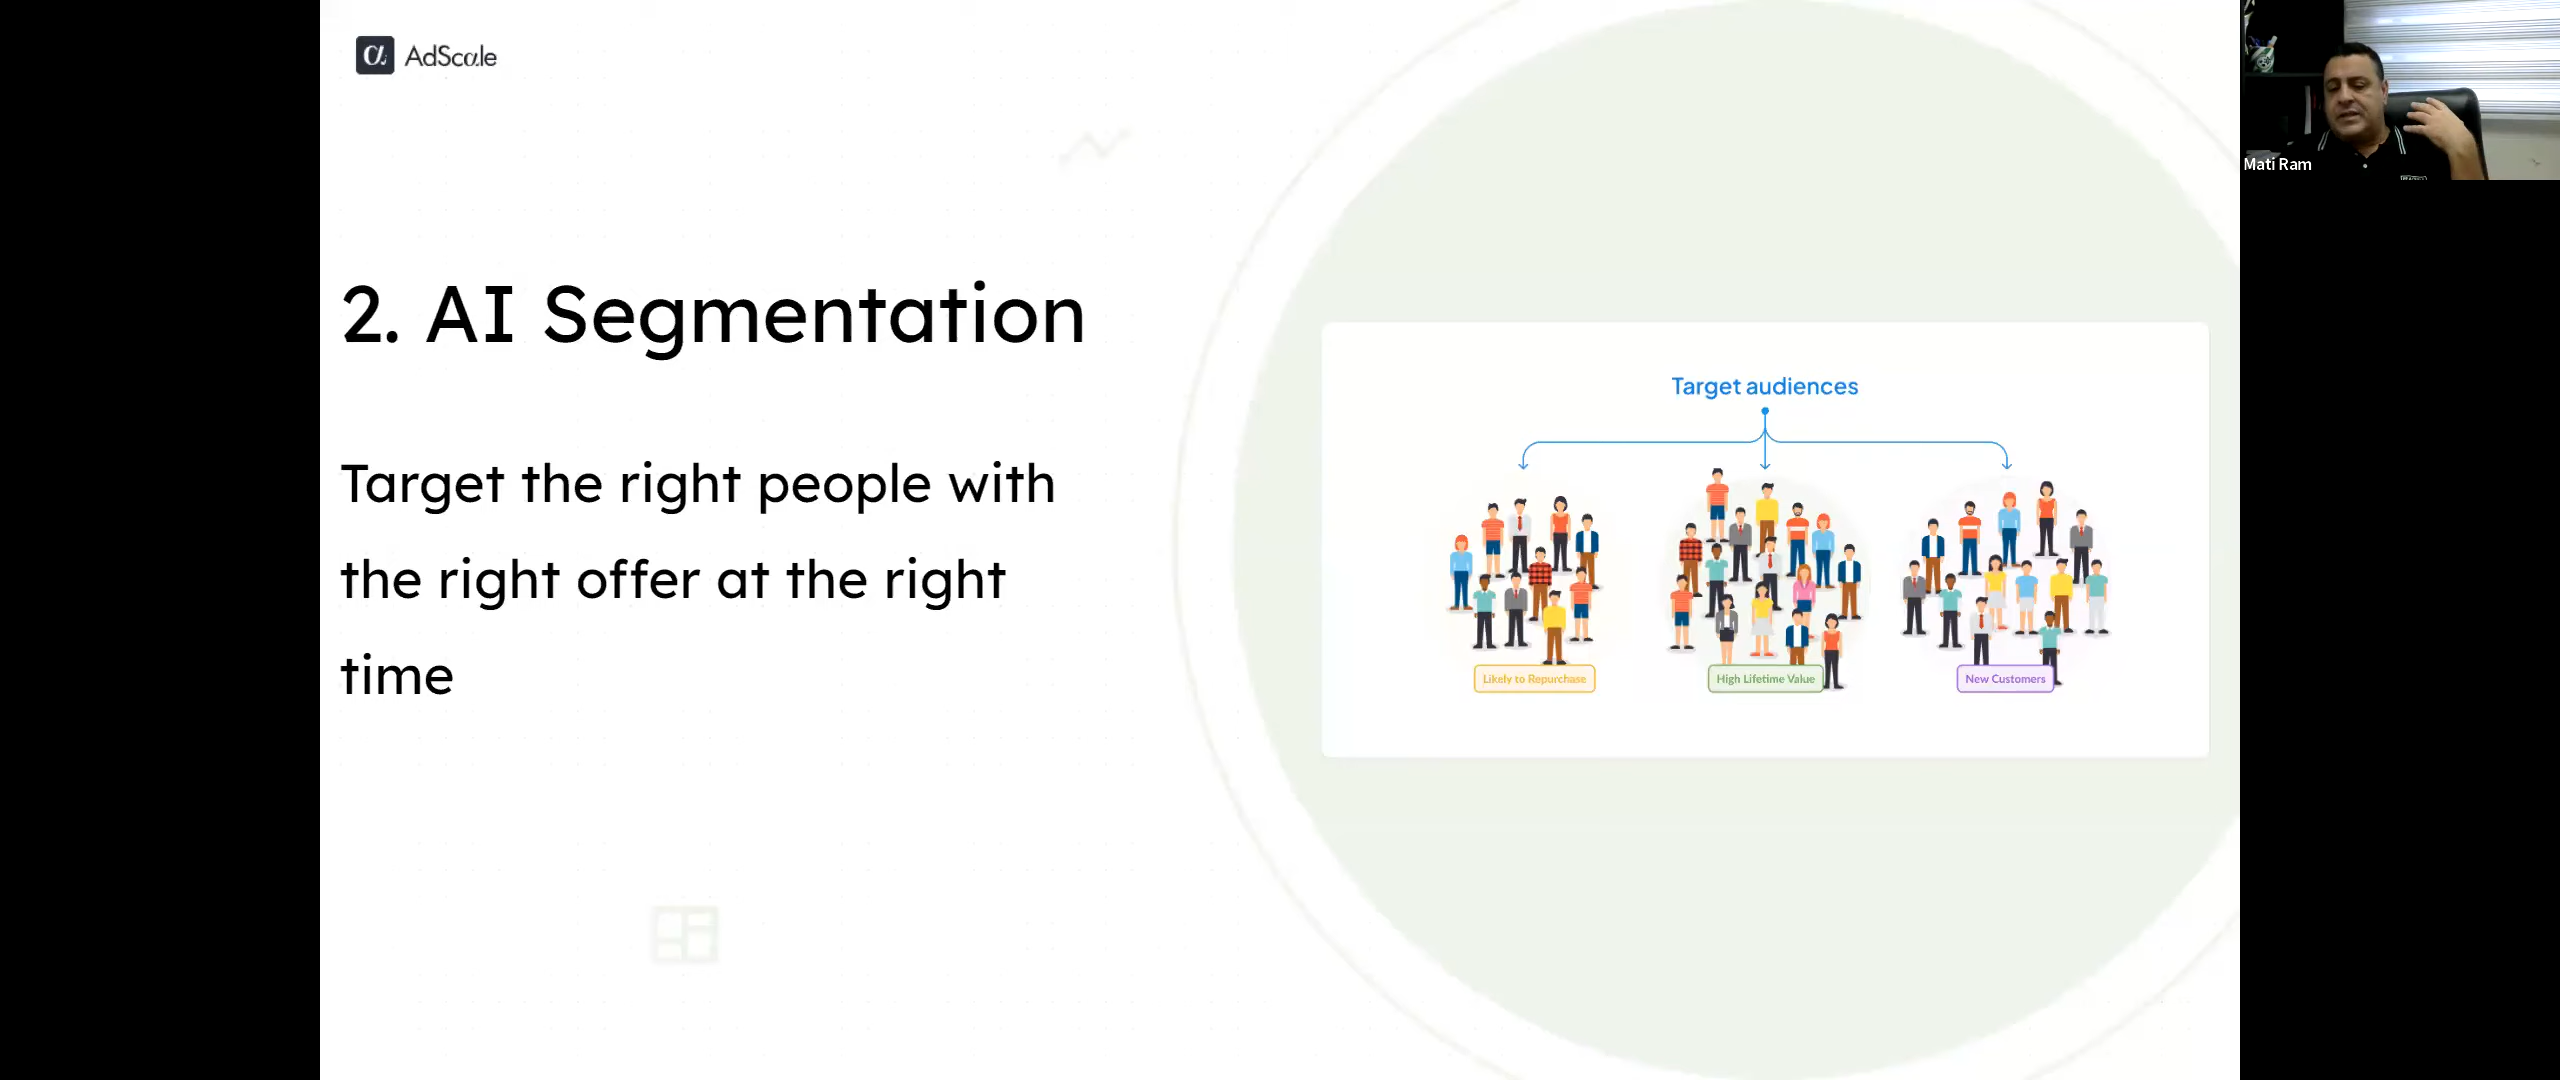 AdScale
2. AI Segmentation
Target the right people with
the right offer at the right
time
Target audiences
Likely to Repurchase
High Lifetime Value
New Customers
Mati Ram